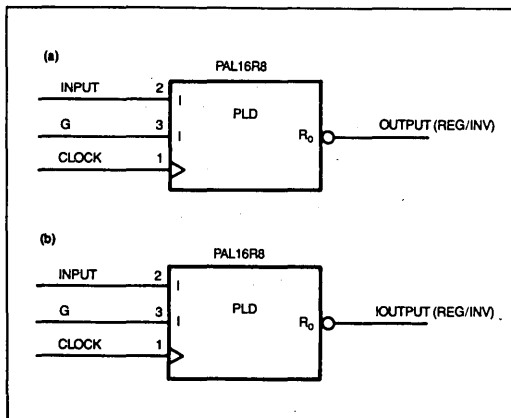 (a)
PAL16R8
INPUT 2 I
PLD
G 3 I
R0 OUTPUT (REG/INV)
CLOCK 1
(b)
PAL16R8
INPUT 2 I
PLD
G 3 I
R0 !OUTPUT (REG/INV)
CLOCK 1